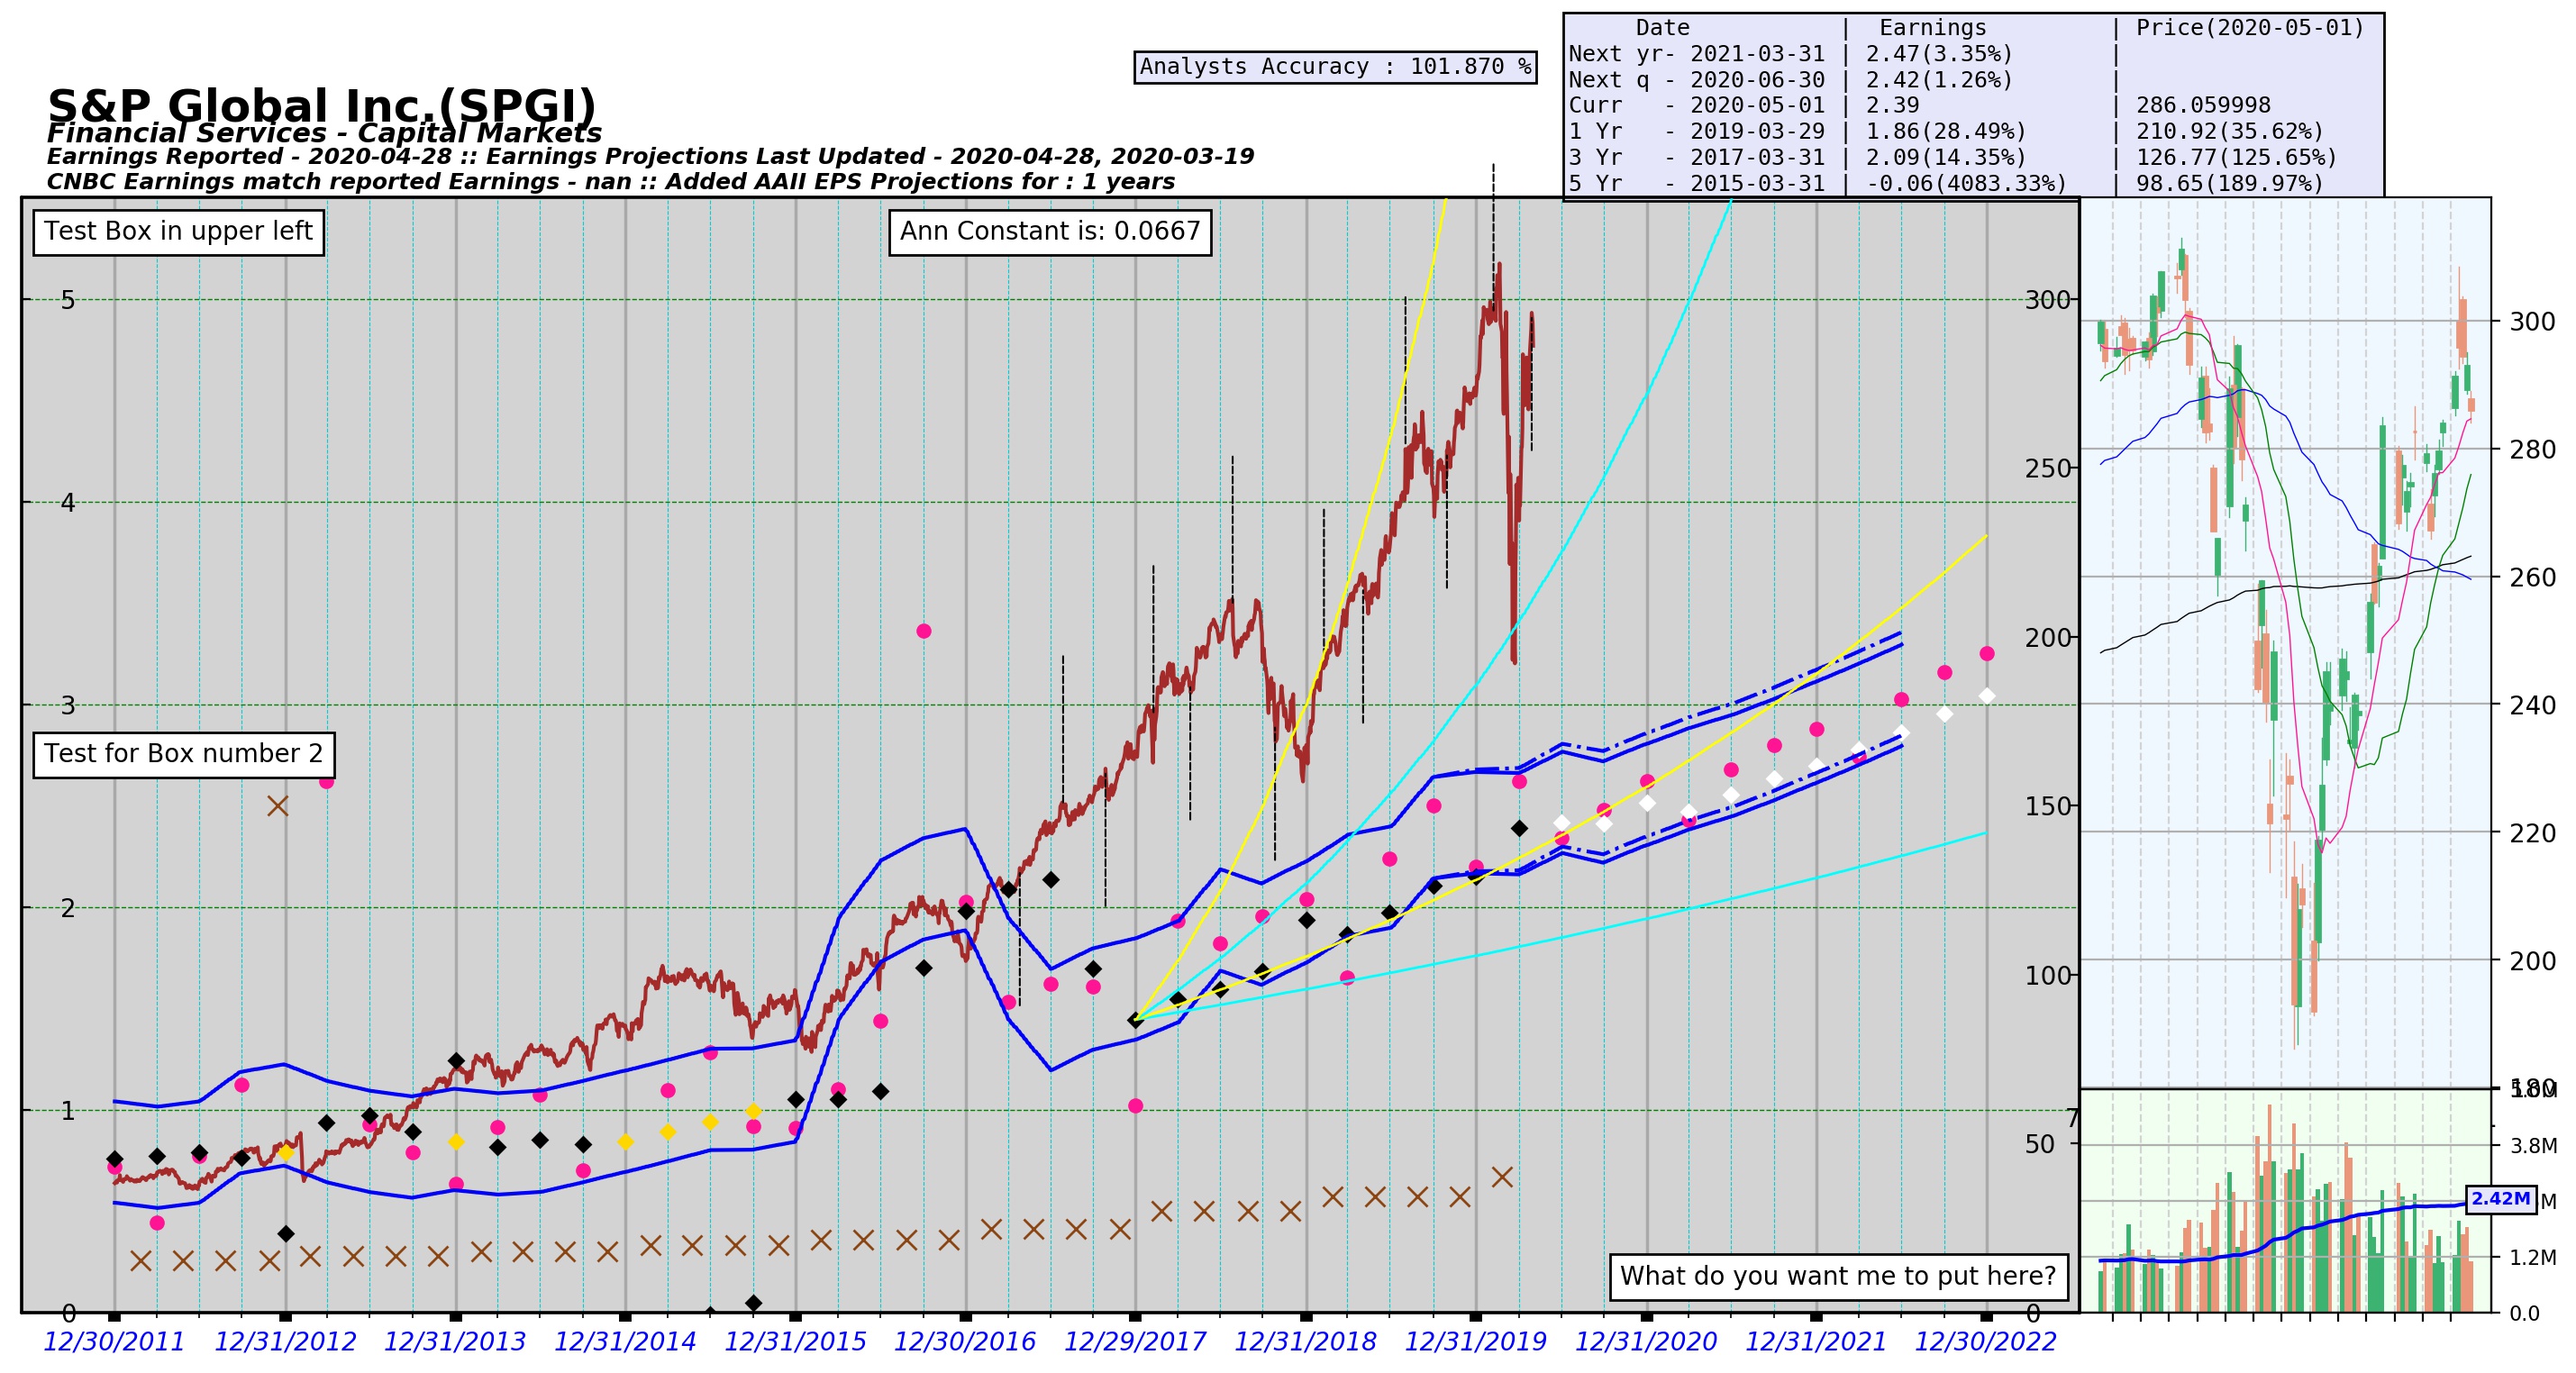 Date | Earnings | Price(2020-05-01)
Next yr- 2021-03-31 | 2.47(3.35%) |
Next q - 2020-06-30 | 2.42(1.26%) |
Curr - 2020-05-01 | 2.39 | 286.059998
1 Yr - 2019-03-29 | 1.86(28.49%) | 210.92(35.62%)
3 Yr - 2017-03-31 | 2.09(14.35%) | 126.77(125.65%)
5 Yr - 2015-03-31 | -0.06(4083.33%) | 98.65(189.97%)
Analysts Accuracy : 101.870 %
S&P Global Inc.(SPGI)
Financial Services - Capital Markets
Earnings Reported - 2020-04-28 :: Earnings Projections Last Updated - 2020-04-28, 2020-03-19
CNBC Earnings match reported Earnings - nan :: Added AAII EPS Projections for : 1 years
Test Box in upper left
Ann Constant is: 0.0667
Test for Box number 2
What do you want me to put here?
5
4
3
2
1
0
300
250
200
150
100
50
0
7
300
280
260
240
220
200
3.8M
2.42M
1.2M
0.0
12/30/2011 12/31/2012 12/31/2013 12/31/2014 12/31/2015 12/30/2016 12/29/2017 12/31/2018 12/31/2019 12/31/2020 12/31/2021 12/30/2022